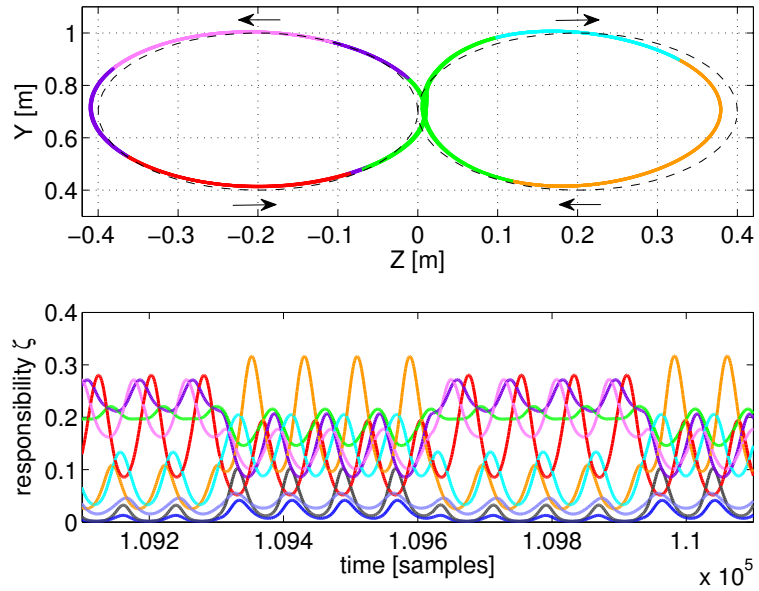 1
0.8
0.6
0.4
Y [m]
−0.4 −0.3 −0.2 −0.1 0 0.1 0.2 0.3 0.4
Z [m]
0.4
0.3
0.2
0.1
0
responsibility ζ
1.092 1.094 1.096 1.098 1.1
time [samples]
x 10⁵